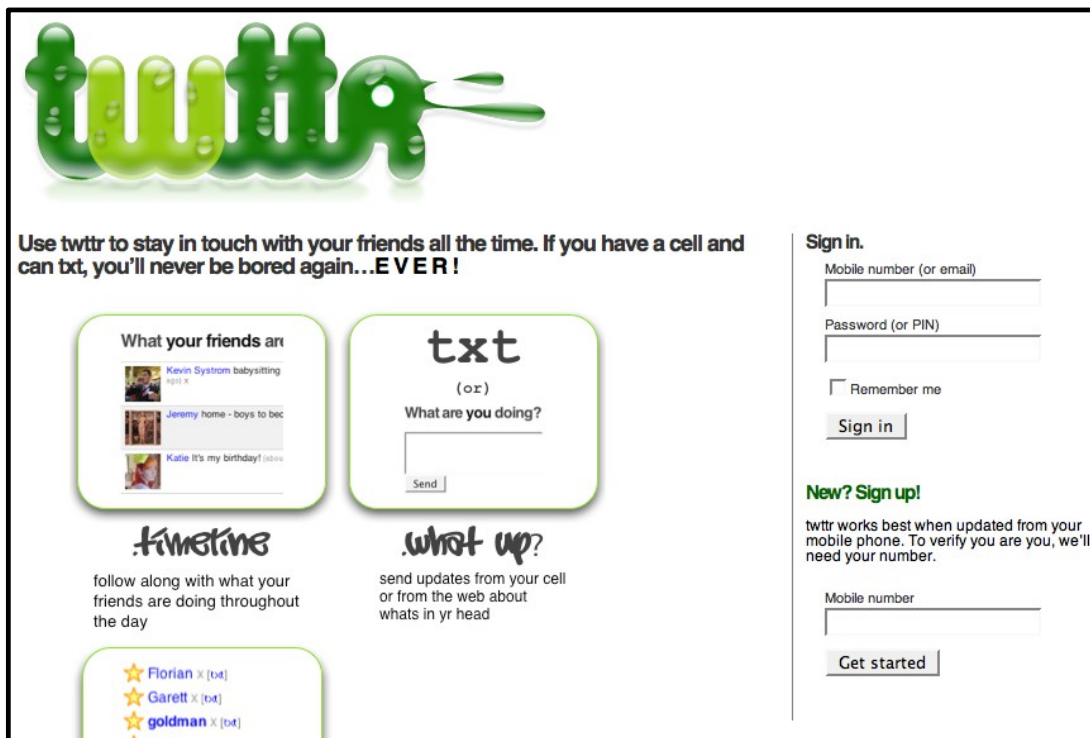 twttr
Use twttr to stay in touch with your friends all the time. If you have a cell and
can txt, you'll never be bored again...EVER!
What your friends are
Kevin Systrom babysitting
ago) x
Jeremy home - boys to bed
Katie It's my birthday! (abou
.timeline
follow along with what your
friends are doing throughout
the day
txt
(or)
What are you doing?
Send
.what up?
send updates from your cell
or from the web about
whats in yr head
Florian x [txt]
Garett x [txt]
goldman x [txt]
Sign in.
Mobile number (or email)
Password (or PIN)
Remember me
Sign in
New? Sign up!
twttr works best when updated from your
mobile phone. To verify you are you, we'll
need your number.
Mobile number
Get started